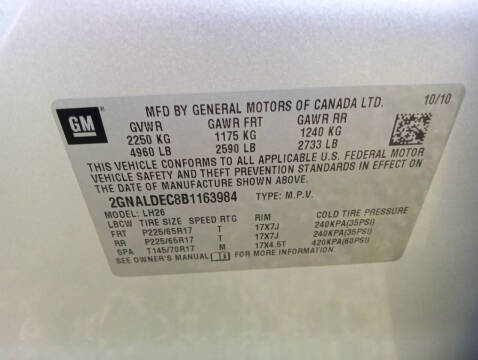 GM
MFD BY GENERAL MOTORS OF CANADA LTD. 10/10
GVWR GAWR FRT GAWR RR
2250 KG 1175 KG 1240 KG
4960 LB 2590 LB 2733 LB
THIS VEHICLE CONFORMS TO ALL APPLICABLE U.S. FEDERAL MOTOR
VEHICLE SAFETY AND THEFT PREVENTION STANDARDS IN EFFECT ON
THE DATE OF MANUFACTURE SHOWN ABOVE.
2GNALDEC8B1163984 TYPE: M.P.V.
MODEL: LH26
LBCW TIRE SIZE SPEED RTG RIM COLD TIRE PRESSURE
FRT P225/65R17 T 17X7J 240KPA(35PSI)
RR P225/65R17 T 17X7J 240KPA(35PSI)
SPA T145/70R17 M 17X4.5T 420KPA(60PSI)
SEE OWNER'S MANUAL FOR MORE INFORMATION.